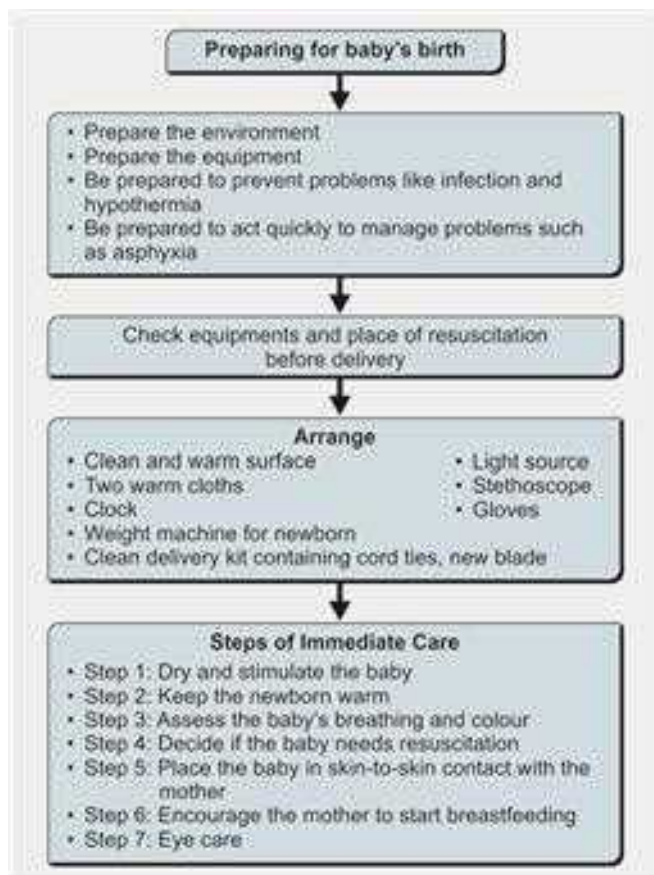 Preparing for baby's birth
• Prepare the environment
• Prepare the equipment
• Be prepared to prevent problems like infection and
hypothermia
• Be prepared to act quickly to manage problems such
as asphyxia
Check equipments and place of resuscitation
before delivery
Arrange
• Clean and warm surface
• Two warm cloths
• Clock
• Weight machine for newborn
• Clean delivery kit containing cord ties, new blade
• Light source
• Stethoscope
• Gloves
Steps of Immediate Care
• Step 1: Dry and stimulate the baby
• Step 2: Keep the newborn warm
• Step 3: Assess the baby's breathing and colour
• Step 4: Decide if the baby needs resuscitation
• Step 5: Place the baby in skin-to-skin contact with the
mother
• Step 6: Encourage the mother to start breastfeeding
• Step 7: Eye care